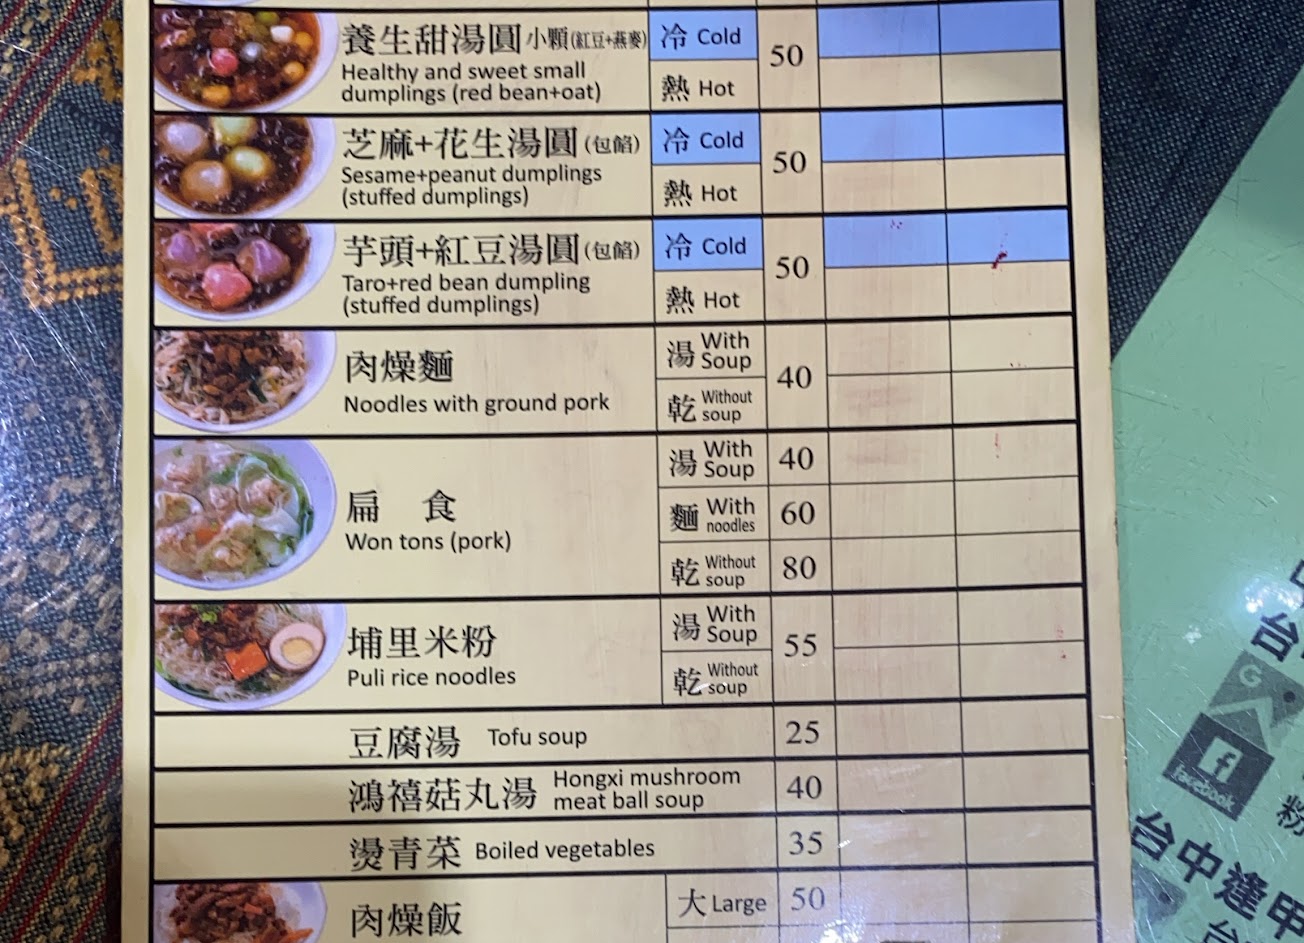 養生甜湯圓 小顆(紅豆+燕麥)
Healthy and sweet small
dumplings (red bean+oat)
冷 Cold
熱 Hot
50
芝麻+花生湯圓 (包餡)
Sesame+peanut dumplings
(stuffed dumplings)
冷 Cold
熱 Hot
50
芋頭+紅豆湯圓 (包餡)
Taro+red bean dumpling
(stuffed dumplings)
冷 Cold
熱 Hot
50
肉燥麵
Noodles with ground pork
湯 With Soup
乾 Without soup
40
扁 食
Won tons (pork)
湯 With Soup 40
麵 With noodles 60
乾 Without soup 80
埔里米粉
Puli rice noodles
湯 With Soup
乾 Without soup
55
豆腐湯 Tofu soup 25
鴻禧菇丸湯 Hongxi mushroom
meat ball soup 40
燙青菜 Boiled vegetables 35
肉燥飯
大 Large 50
台
G
f
facebook
粉
台中逢甲
台